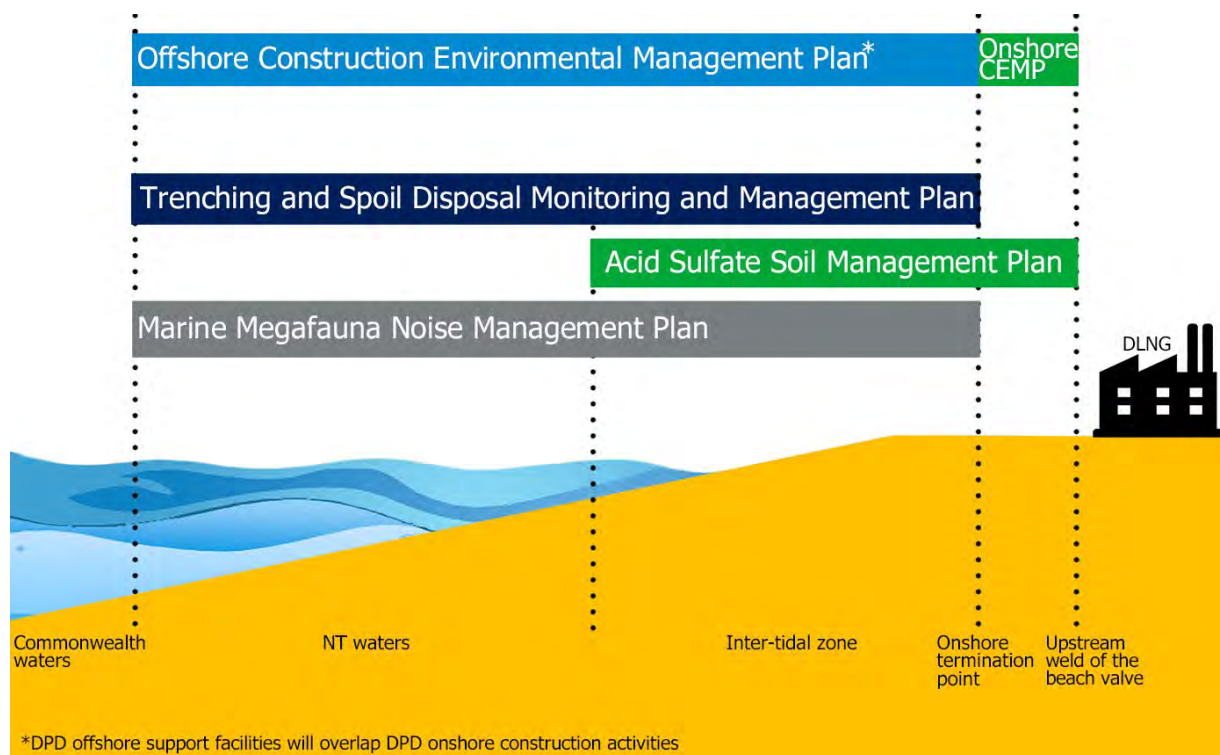 Offshore Construction Environmental Management Plan*
Onshore
CEMP
Trenching and Spoil Disposal Monitoring and Management Plan
Acid Sulfate Soil Management Plan
Marine Megafauna Noise Management Plan
DLNG
Commonwealth
waters
NT waters
Inter-tidal zone
Onshore
termination
point
Upstream
weld of the
beach valve
*DPD offshore support facilities will overlap DPD onshore construction activities